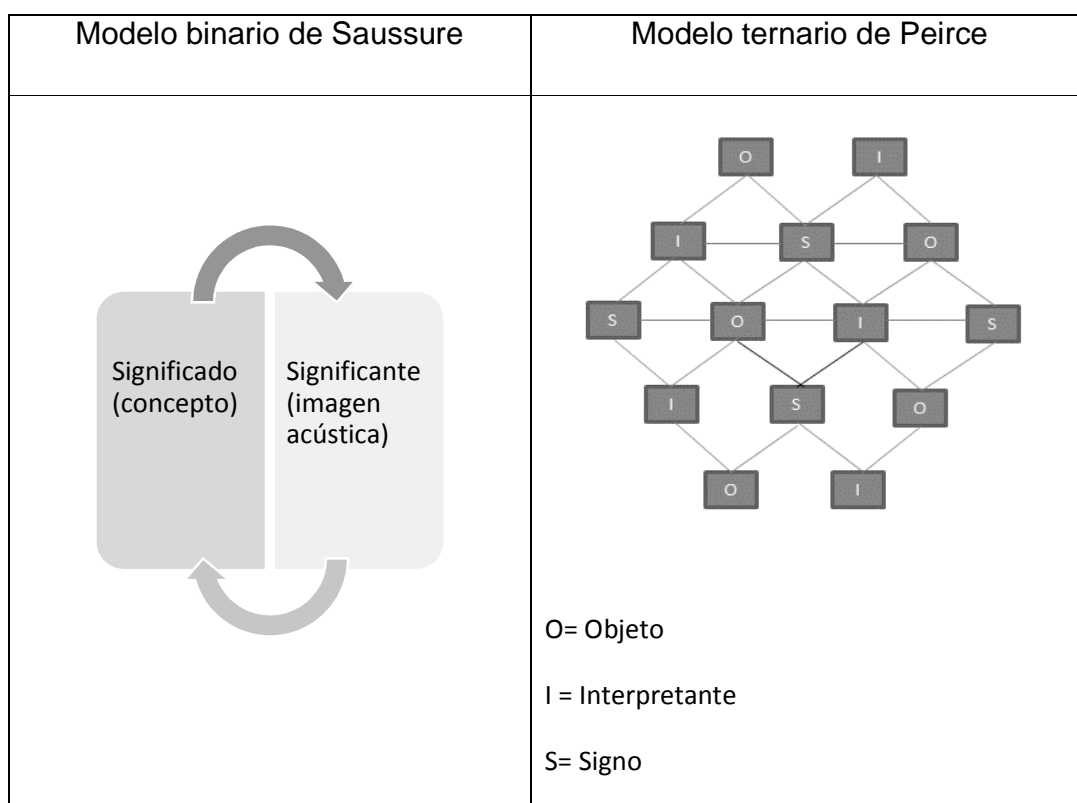 Modelo binario de Saussure
Modelo ternario de Peirce
Significado
(concepto)
Significante
(imagen
acústica)
O I
I S O
S O I S
I S O
O I
O= Objeto
I = Interpretante
S= Signo